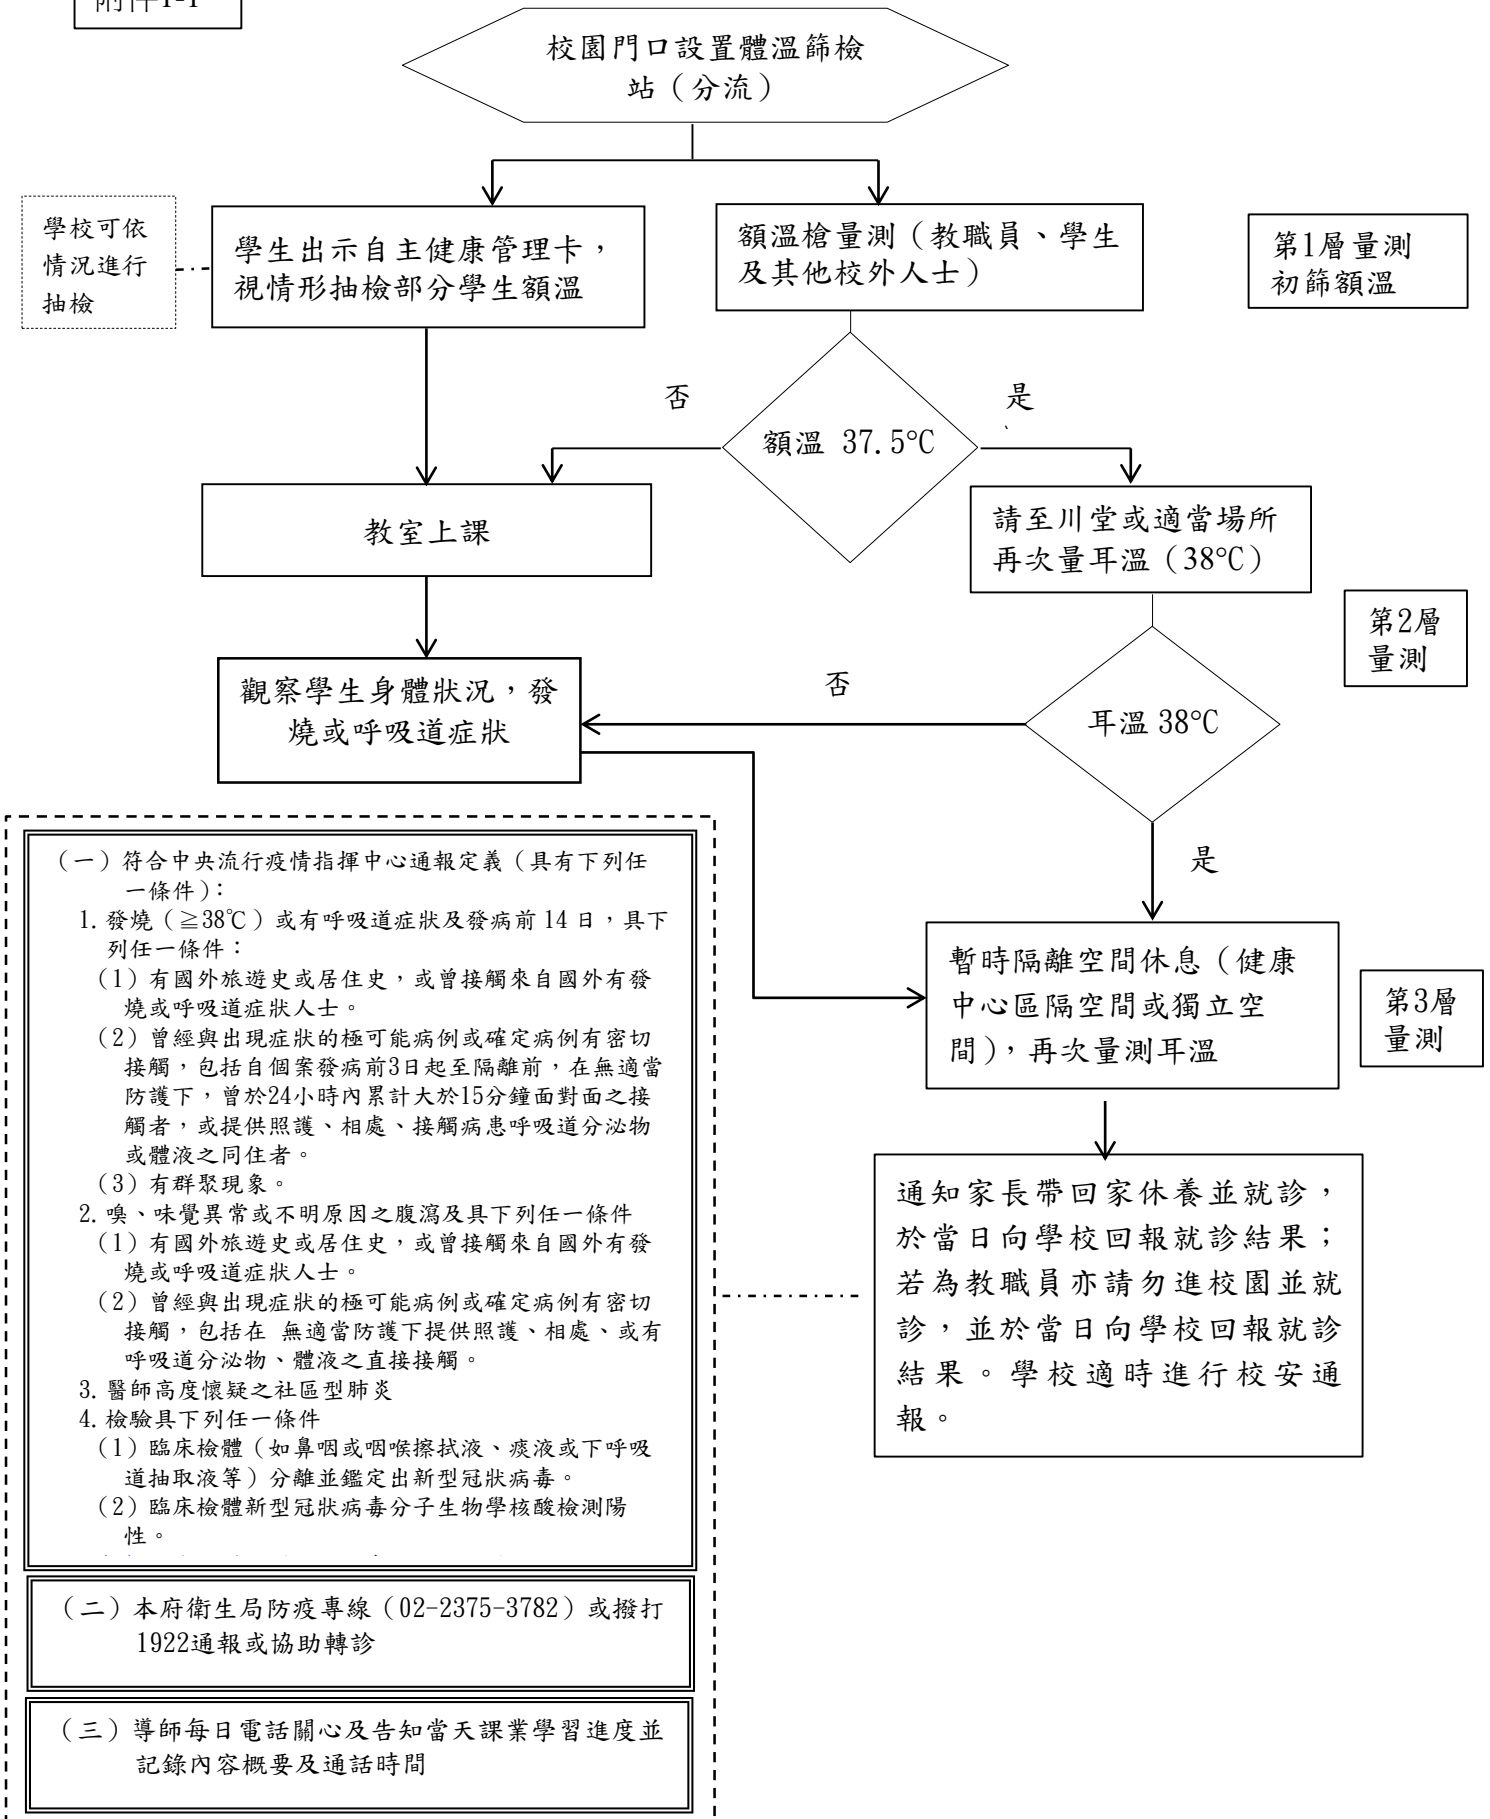 附件1-1
校園門口設置體溫篩檢
站（分流）
學校可依
情況進行
抽檢
學生出示自主健康管理卡，
視情形抽檢部分學生額溫
額溫槍量測（教職員、學生
及其他校外人士）
第1層量測
初篩額溫
否
是
額溫 37.5°C
教室上課
請至川堂或適當場所
再次量耳溫（38°C）
第2層
量測
觀察學生身體狀況，發
燒或呼吸道症狀
否
耳溫 38°C
是
（一）符合中央流行疫情指揮中心通報定義（具有下列任
一條件）：
1. 發燒（≧38℃）或有呼吸道症狀及發病前 14 日，具下
列任一條件：
（1）有國外旅遊史或居住史，或曾接觸來自國外有發
燒或呼吸道症狀人士。
（2）曾經與出現症狀的極可能病例或確定病例有密切
接觸，包括自個案發病前3日起至隔離前，在無適當
防護下，曾於24小時內累計大於15分鐘面對面之接
觸者，或提供照護、相處、接觸病患呼吸道分泌物
或體液之同住者。
（3）有群聚現象。
2. 嗅、味覺異常或不明原因之腹瀉及具下列任一條件
（1）有國外旅遊史或居住史，或曾接觸來自國外有發
燒或呼吸道症狀人士。
（2）曾經與出現症狀的極可能病例或確定病例有密切
接觸，包括在 無適當防護下提供照護、相處、或有
呼吸道分泌物、體液之直接接觸。
3. 醫師高度懷疑之社區型肺炎
4. 檢驗具下列任一條件
（1）臨床檢體（如鼻咽或咽喉擦拭液、痰液或下呼吸
道抽取液等）分離並鑑定出新型冠狀病毒。
（2）臨床檢體新型冠狀病毒分子生物學核酸檢測陽
性。
暫時隔離空間休息（健康
中心區隔空間或獨立空
間），再次量測耳溫
第3層
量測
通知家長帶回家休養並就診，
於當日向學校回報就診結果；
若為教職員亦請勿進校園並就
診，並於當日向學校回報就診
結果。學校適時進行校安通
報。
（二）本府衛生局防疫專線（02-2375-3782）或撥打
1922通報或協助轉診
（三）導師每日電話關心及告知當天課業學習進度並
記錄內容概要及通話時間